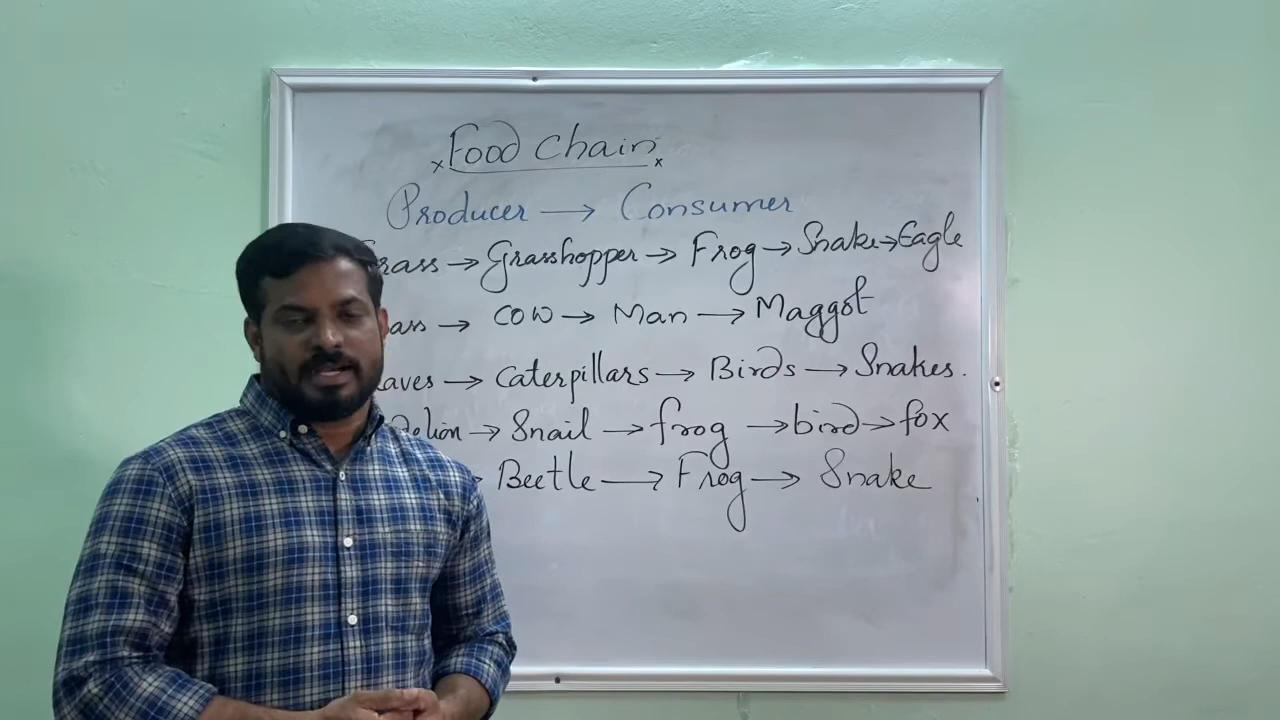 x Food Chain x
Producer → Consumer
Grass → Grasshopper → Frog → Snake → Eagle
→ Cow → Man → Maggot
→ Caterpillars → Birds → Snakes.
→ Snail → frog → bird → fox
Beetle → Frog → Snake